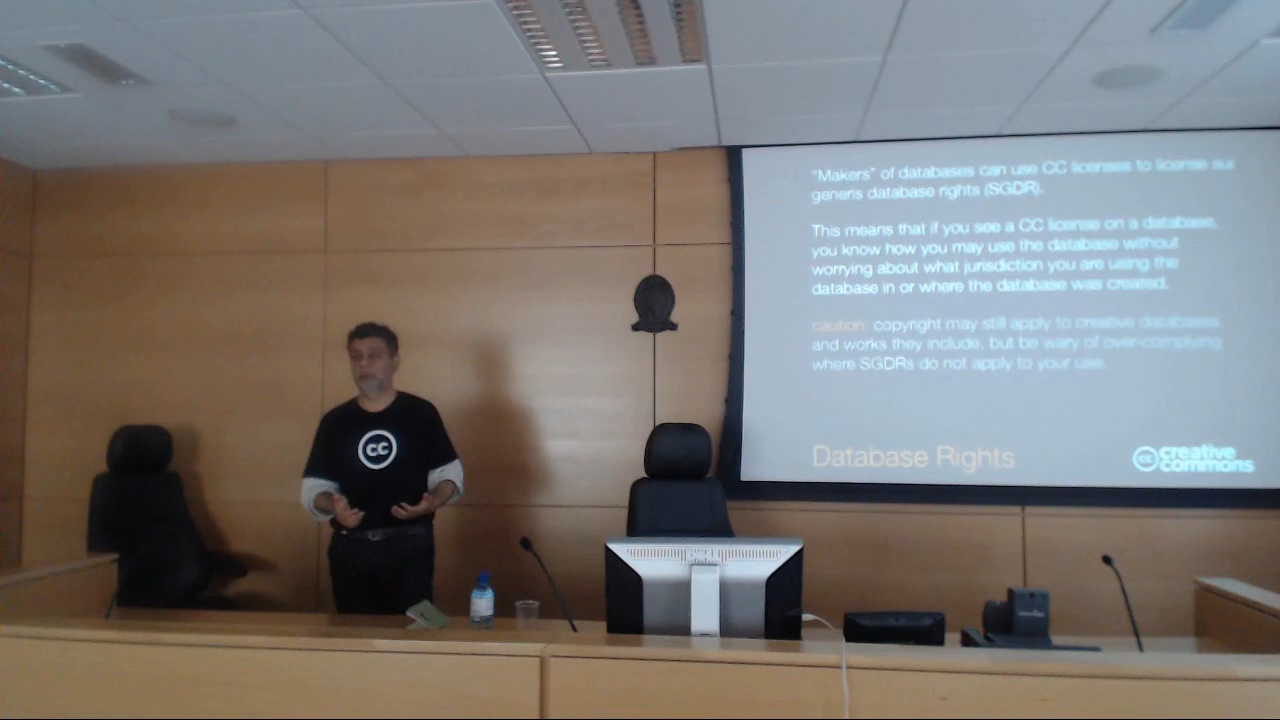 "Makers" of databases can use CC licenses to license sui
generis database rights (SGDR).
This means that if you see a CC license on a database,
you know how you may use the database without
worrying about what jurisdiction you are using the
database in or where the database was created.
caution: copyright may still apply to creative databases
and works they include, but be wary of over-complying
where SGDRs do not apply to your use.
Database Rights
cc creative
commons
cc